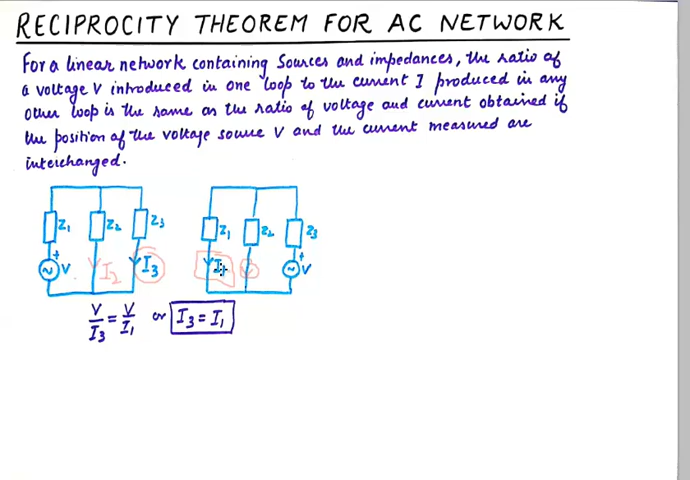 RECIPROCITY THEOREM FOR AC NETWORK
For a linear network containing Sources and impedances, the ratio of
a voltage V introduced in one loop to the current I produced in any
other loop is the same as the ratio of voltage and current obtained if
the position of the voltage source V and the current measured are
interchanged.
Z1 Z2 Z3 Z1 Z2 Z3
+ V I2 I3 I1 + V
V/I3 = V/I1 or I3 = I1